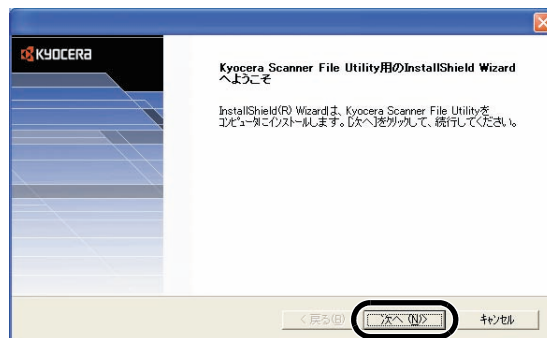 KYOCERA
Kyocera Scanner File Utility用のInstallShield Wizard
へようこそ
InstallShield(R) Wizardは、Kyocera Scanner File Utilityを
コンピュータにインストールします。[次へ]をクリックして、続行してください。
< 戻る(B)
次へ(N)>
キャンセル